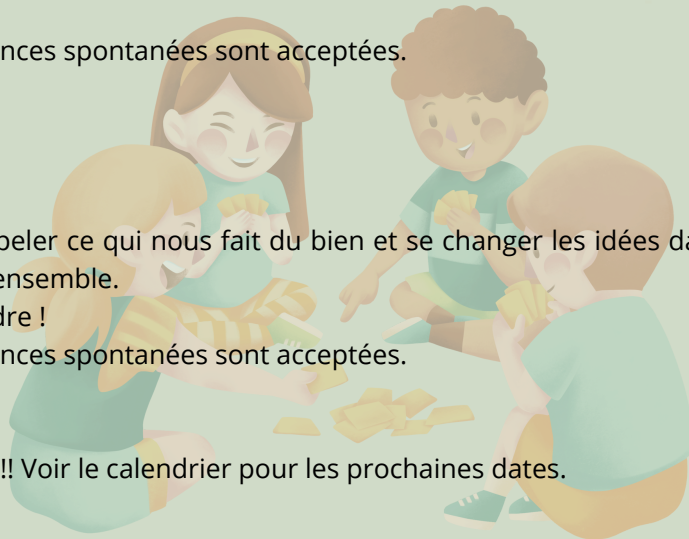 nces spontanées sont acceptées.
peler ce qui nous fait du bien et se changer les idées da
ensemble.
dre !
nces spontanées sont acceptées.
!! Voir le calendrier pour les prochaines dates.